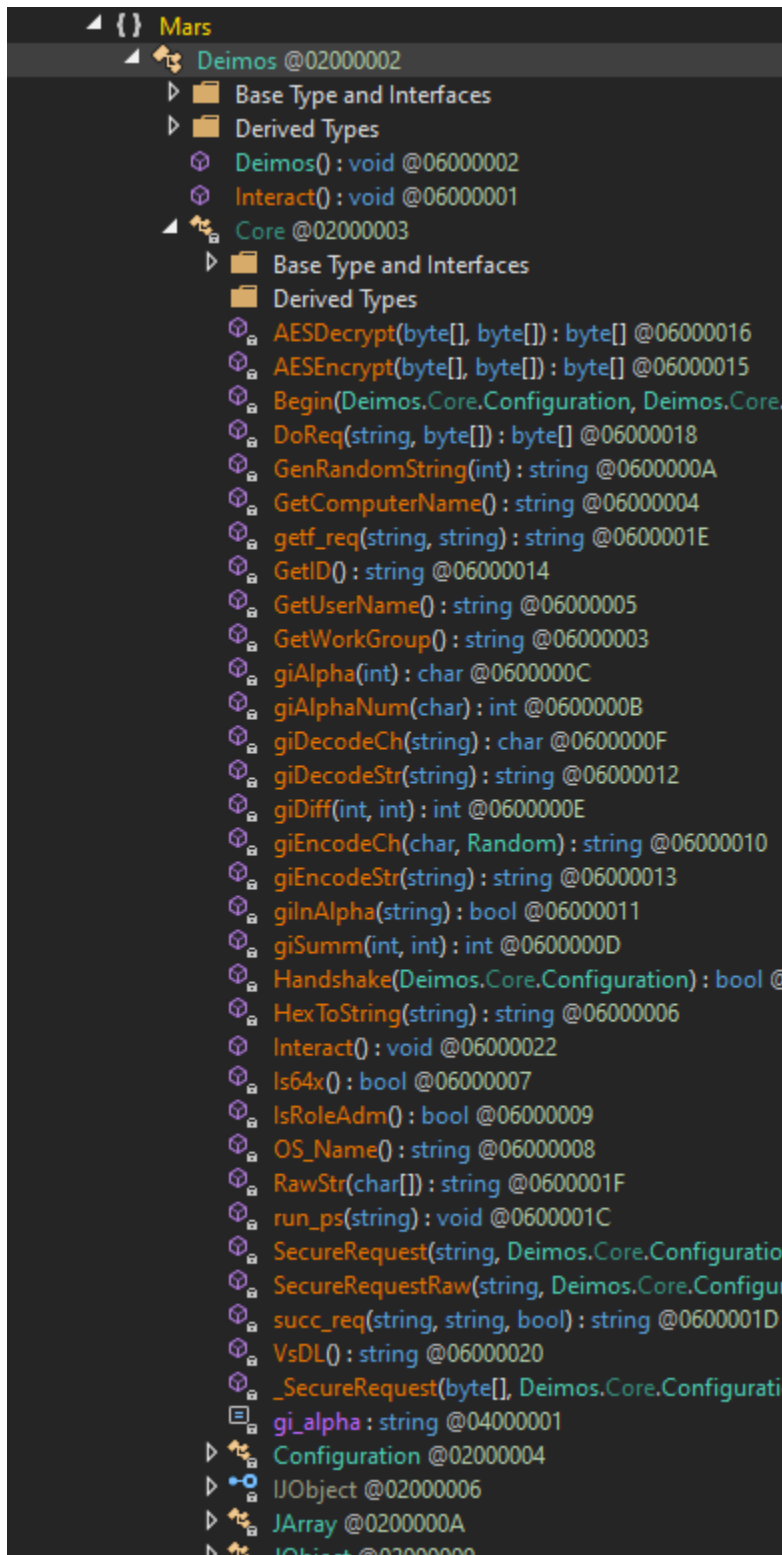 { } Mars
Deimos @02000002
Base Type and Interfaces
Derived Types
Deimos() : void @06000002
Interact() : void @06000001
Core @02000003
Base Type and Interfaces
Derived Types
AESDecrypt(byte[], byte[]) : byte[] @06000016
AESEncrypt(byte[], byte[]) : byte[] @06000015
Begin(Deimos.Core.Configuration, Deimos.Core.
DoReq(string, byte[]) : byte[] @06000018
GenRandomString(int) : string @0600000A
GetComputerName() : string @06000004
getf_req(string, string) : string @0600001E
GetID() : string @06000014
GetUserName() : string @06000005
GetWorkGroup() : string @06000003
giAlpha(int) : char @0600000C
giAlphaNum(char) : int @0600000B
giDecodeCh(string) : char @0600000F
giDecodeStr(string) : string @06000012
giDiff(int, int) : int @0600000E
giEncodeCh(char, Random) : string @06000010
giEncodeStr(string) : string @06000013
giInAlpha(string) : bool @06000011
giSumm(int, int) : int @0600000D
Handshake(Deimos.Core.Configuration) : bool @
HexToString(string) : string @06000006
Interact() : void @06000022
Is64x() : bool @06000007
IsRoleAdm() : bool @06000009
OS_Name() : string @06000008
RawStr(char[]) : string @0600001F
run_ps(string) : void @0600001C
SecureRequest(string, Deimos.Core.Configuratio
SecureRequestRaw(string, Deimos.Core.Configu
succ_req(string, string, bool) : string @0600001D
VsDL() : string @06000020
_SecureRequest(byte[], Deimos.Core.Configurati
gi_alpha : string @04000001
Configuration @02000004
IJObject @02000006
JArray @0200000A